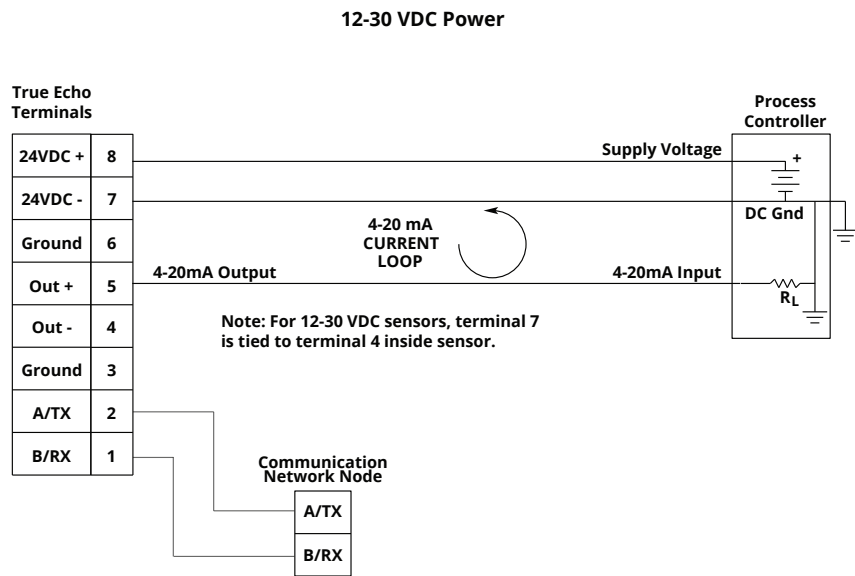 12-30 VDC Power
True Echo
Terminals
Process
Controller
24VDC +
8
Supply Voltage
+
24VDC -
7
DC Gnd
4-20 mA
CURRENT
LOOP
Ground
6
4-20mA Output
4-20mA Input
Out +
5
RL
Note: For 12-30 VDC sensors, terminal 7
is tied to terminal 4 inside sensor.
Out -
4
Ground
3
A/TX
2
B/RX
1
Communication
Network Node
A/TX
B/RX